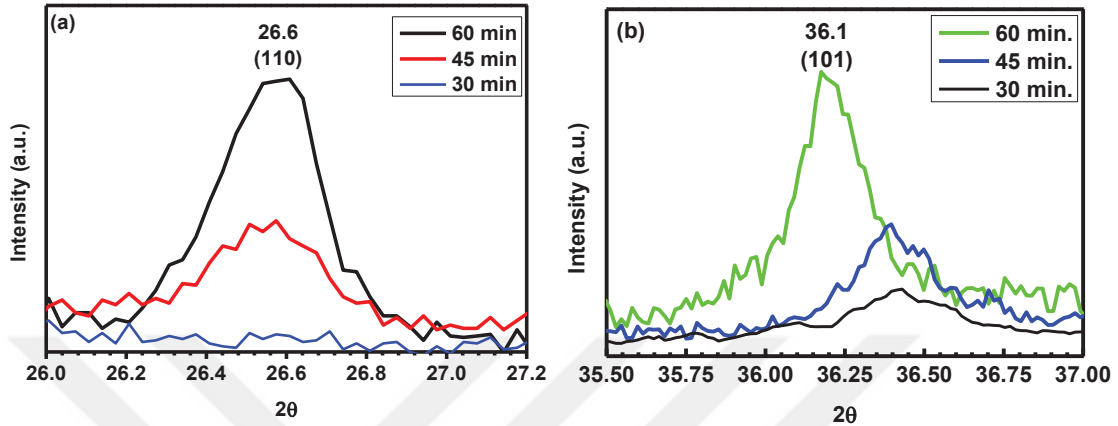 (a)
26.6
(110)
60 min
45 min
30 min
Intensity (a.u.)
26.0 26.2 26.4 26.6 26.8 27.0 27.2
2θ
(b)
36.1
(101)
60 min.
45 min.
30 min.
Intensity (a.u.)
35.50 35.75 36.00 36.25 36.50 36.75 37.00
2θ